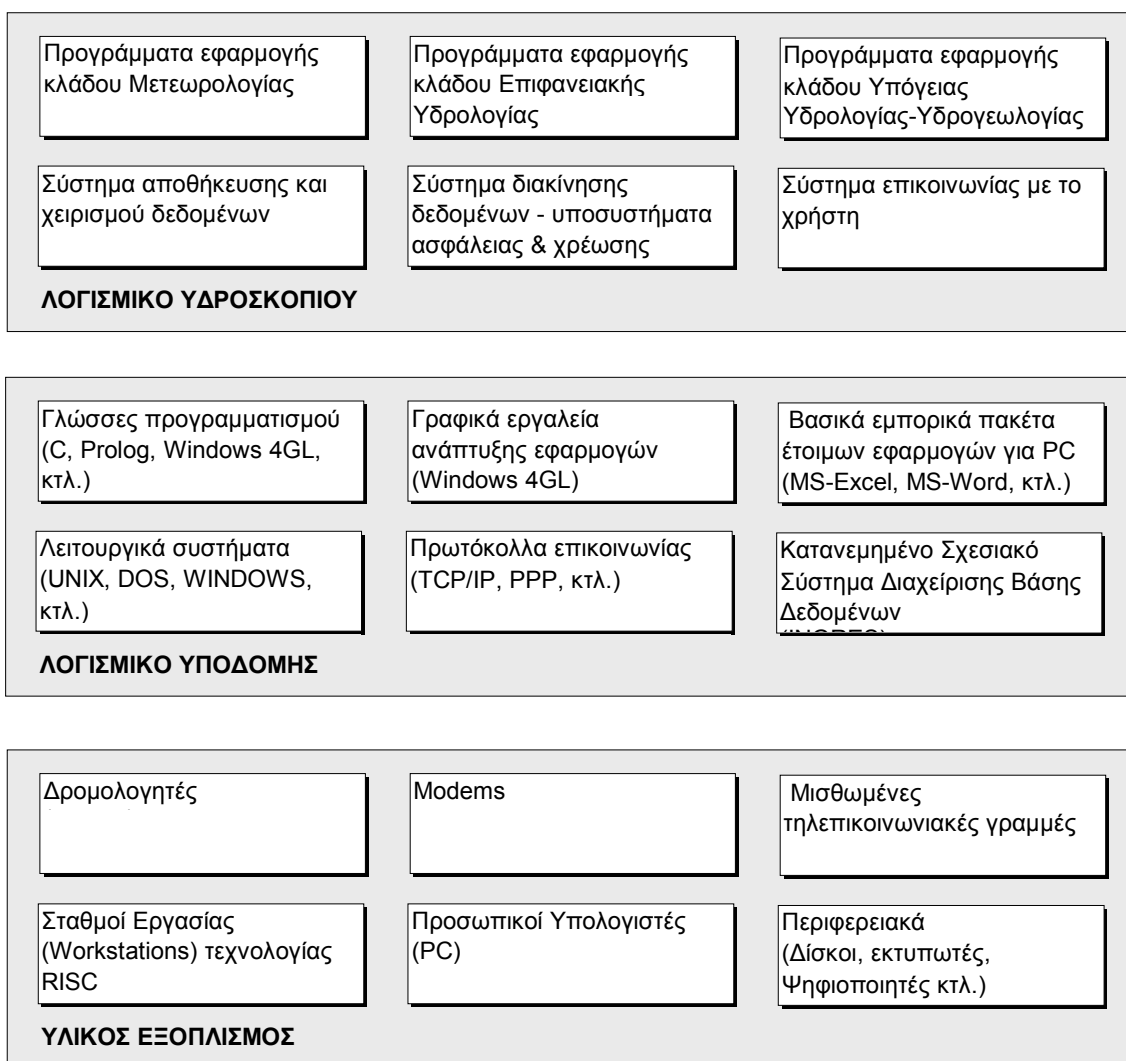 Προγράμματα εφαρμογής
κλάδου Μετεωρολογίας
Προγράμματα εφαρμογής
κλάδου Επιφανειακής
Υδρολογίας
Προγράμματα εφαρμογής
κλάδου Υπόγειας
Υδρολογίας-Υδρογεωλογίας
Σύστημα αποθήκευσης και
χειρισμού δεδομένων
Σύστημα διακίνησης
δεδομένων - υποσυστήματα
ασφάλειας & χρέωσης
Σύστημα επικοινωνίας με το
χρήστη
ΛΟΓΙΣΜΙΚΟ ΥΔΡΟΣΚΟΠΙΟΥ
Γλώσσες προγραμματισμού
(C, Prolog, Windows 4GL,
κτλ.)
Γραφικά εργαλεία
ανάπτυξης εφαρμογών
(Windows 4GL)
Βασικά εμπορικά πακέτα
έτοιμων εφαρμογών για PC
(MS-Excel, MS-Word, κτλ.)
Λειτουργικά συστήματα
(UNIX, DOS, WINDOWS,
κτλ.)
Πρωτόκολλα επικοινωνίας
(TCP/IP, PPP, κτλ.)
Κατανεμημένο Σχεσιακό
Σύστημα Διαχείρισης Βάσης
Δεδομένων
ΛΟΓΙΣΜΙΚΟ ΥΠΟΔΟΜΗΣ
Δρομολογητές
Modems
Μισθωμένες
τηλεπικοινωνιακές γραμμές
Σταθμοί Εργασίας
(Workstations) τεχνολογίας
RISC
Προσωπικοί Υπολογιστές
(PC)
Περιφερειακά
(Δίσκοι, εκτυπωτές,
Ψηφιοποιητές κτλ.)
ΥΛΙΚΟΣ ΕΞΟΠΛΙΣΜΟΣ